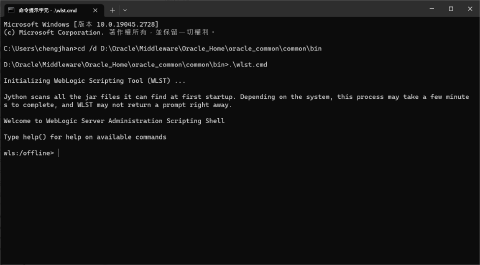 命令提示字元 - .\wlst.cmd
Microsoft Windows [版本 10.0.19045.2728]
(c) Microsoft Corporation. 著作權所有，並保留一切權利。
C:\Users\chengjhan>cd /d D:\Oracle\Middleware\Oracle_Home\oracle_common\common\bin
D:\Oracle\Middleware\Oracle_Home\oracle_common\common\bin>.\wlst.cmd
Initializing WebLogic Scripting Tool (WLST) ...
Jython scans all the jar files it can find at first startup. Depending on the system, this process may take a few minute
s to complete, and WLST may not return a prompt right away.
Welcome to WebLogic Server Administration Scripting Shell
Type help() for help on available commands
wls:/offline>